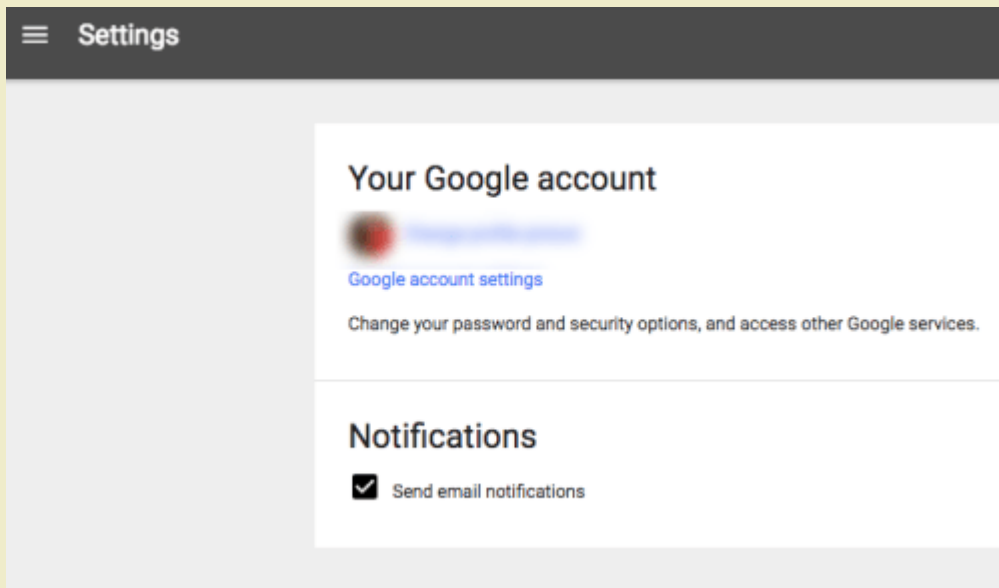 Settings
Your Google account
Google account settings
Change your password and security options, and access other Google services.
Notifications
Send email notifications